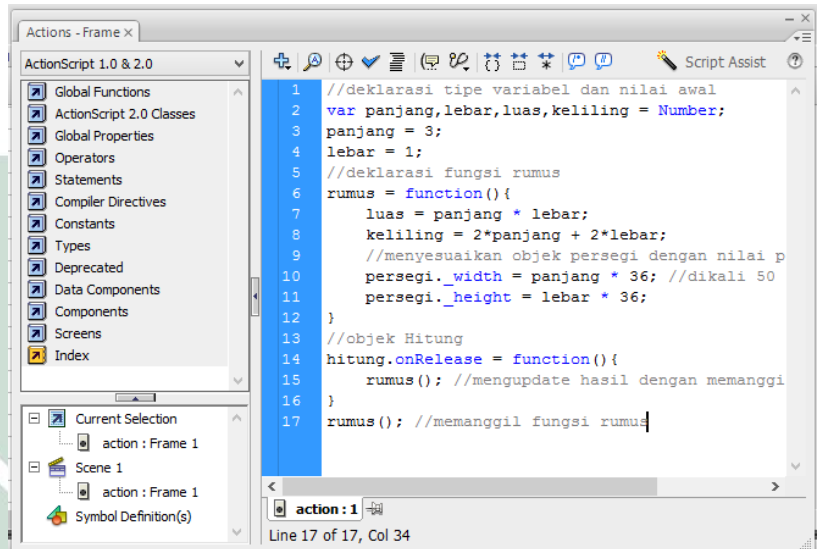 Actions - Frame ×
ActionScript 1.0 & 2.0
Global Functions
ActionScript 2.0 Classes
Global Properties
Operators
Statements
Compiler Directives
Constants
Types
Deprecated
Data Components
Components
Screens
Index
Current Selection
action : Frame 1
Scene 1
action : Frame 1
Symbol Definition(s)
Script Assist
1 //deklarasi tipe variabel dan nilai awal
2 var panjang,lebar,luas,keliling = Number;
3 panjang = 3;
4 lebar = 1;
5 //deklarasi fungsi rumus
6 rumus = function(){
7 luas = panjang * lebar;
8 keliling = 2*panjang + 2*lebar;
9 //menyesuaikan objek persegi dengan nilai p
10 persegi._width = panjang * 36; //dikali 50
11 persegi._height = lebar * 36;
12 }
13 //objek Hitung
14 hitung.onRelease = function(){
15 rumus(); //mengupdate hasil dengan memanggi
16 }
17 rumus(); //memanggil fungsi rumus
action : 1
Line 17 of 17, Col 34